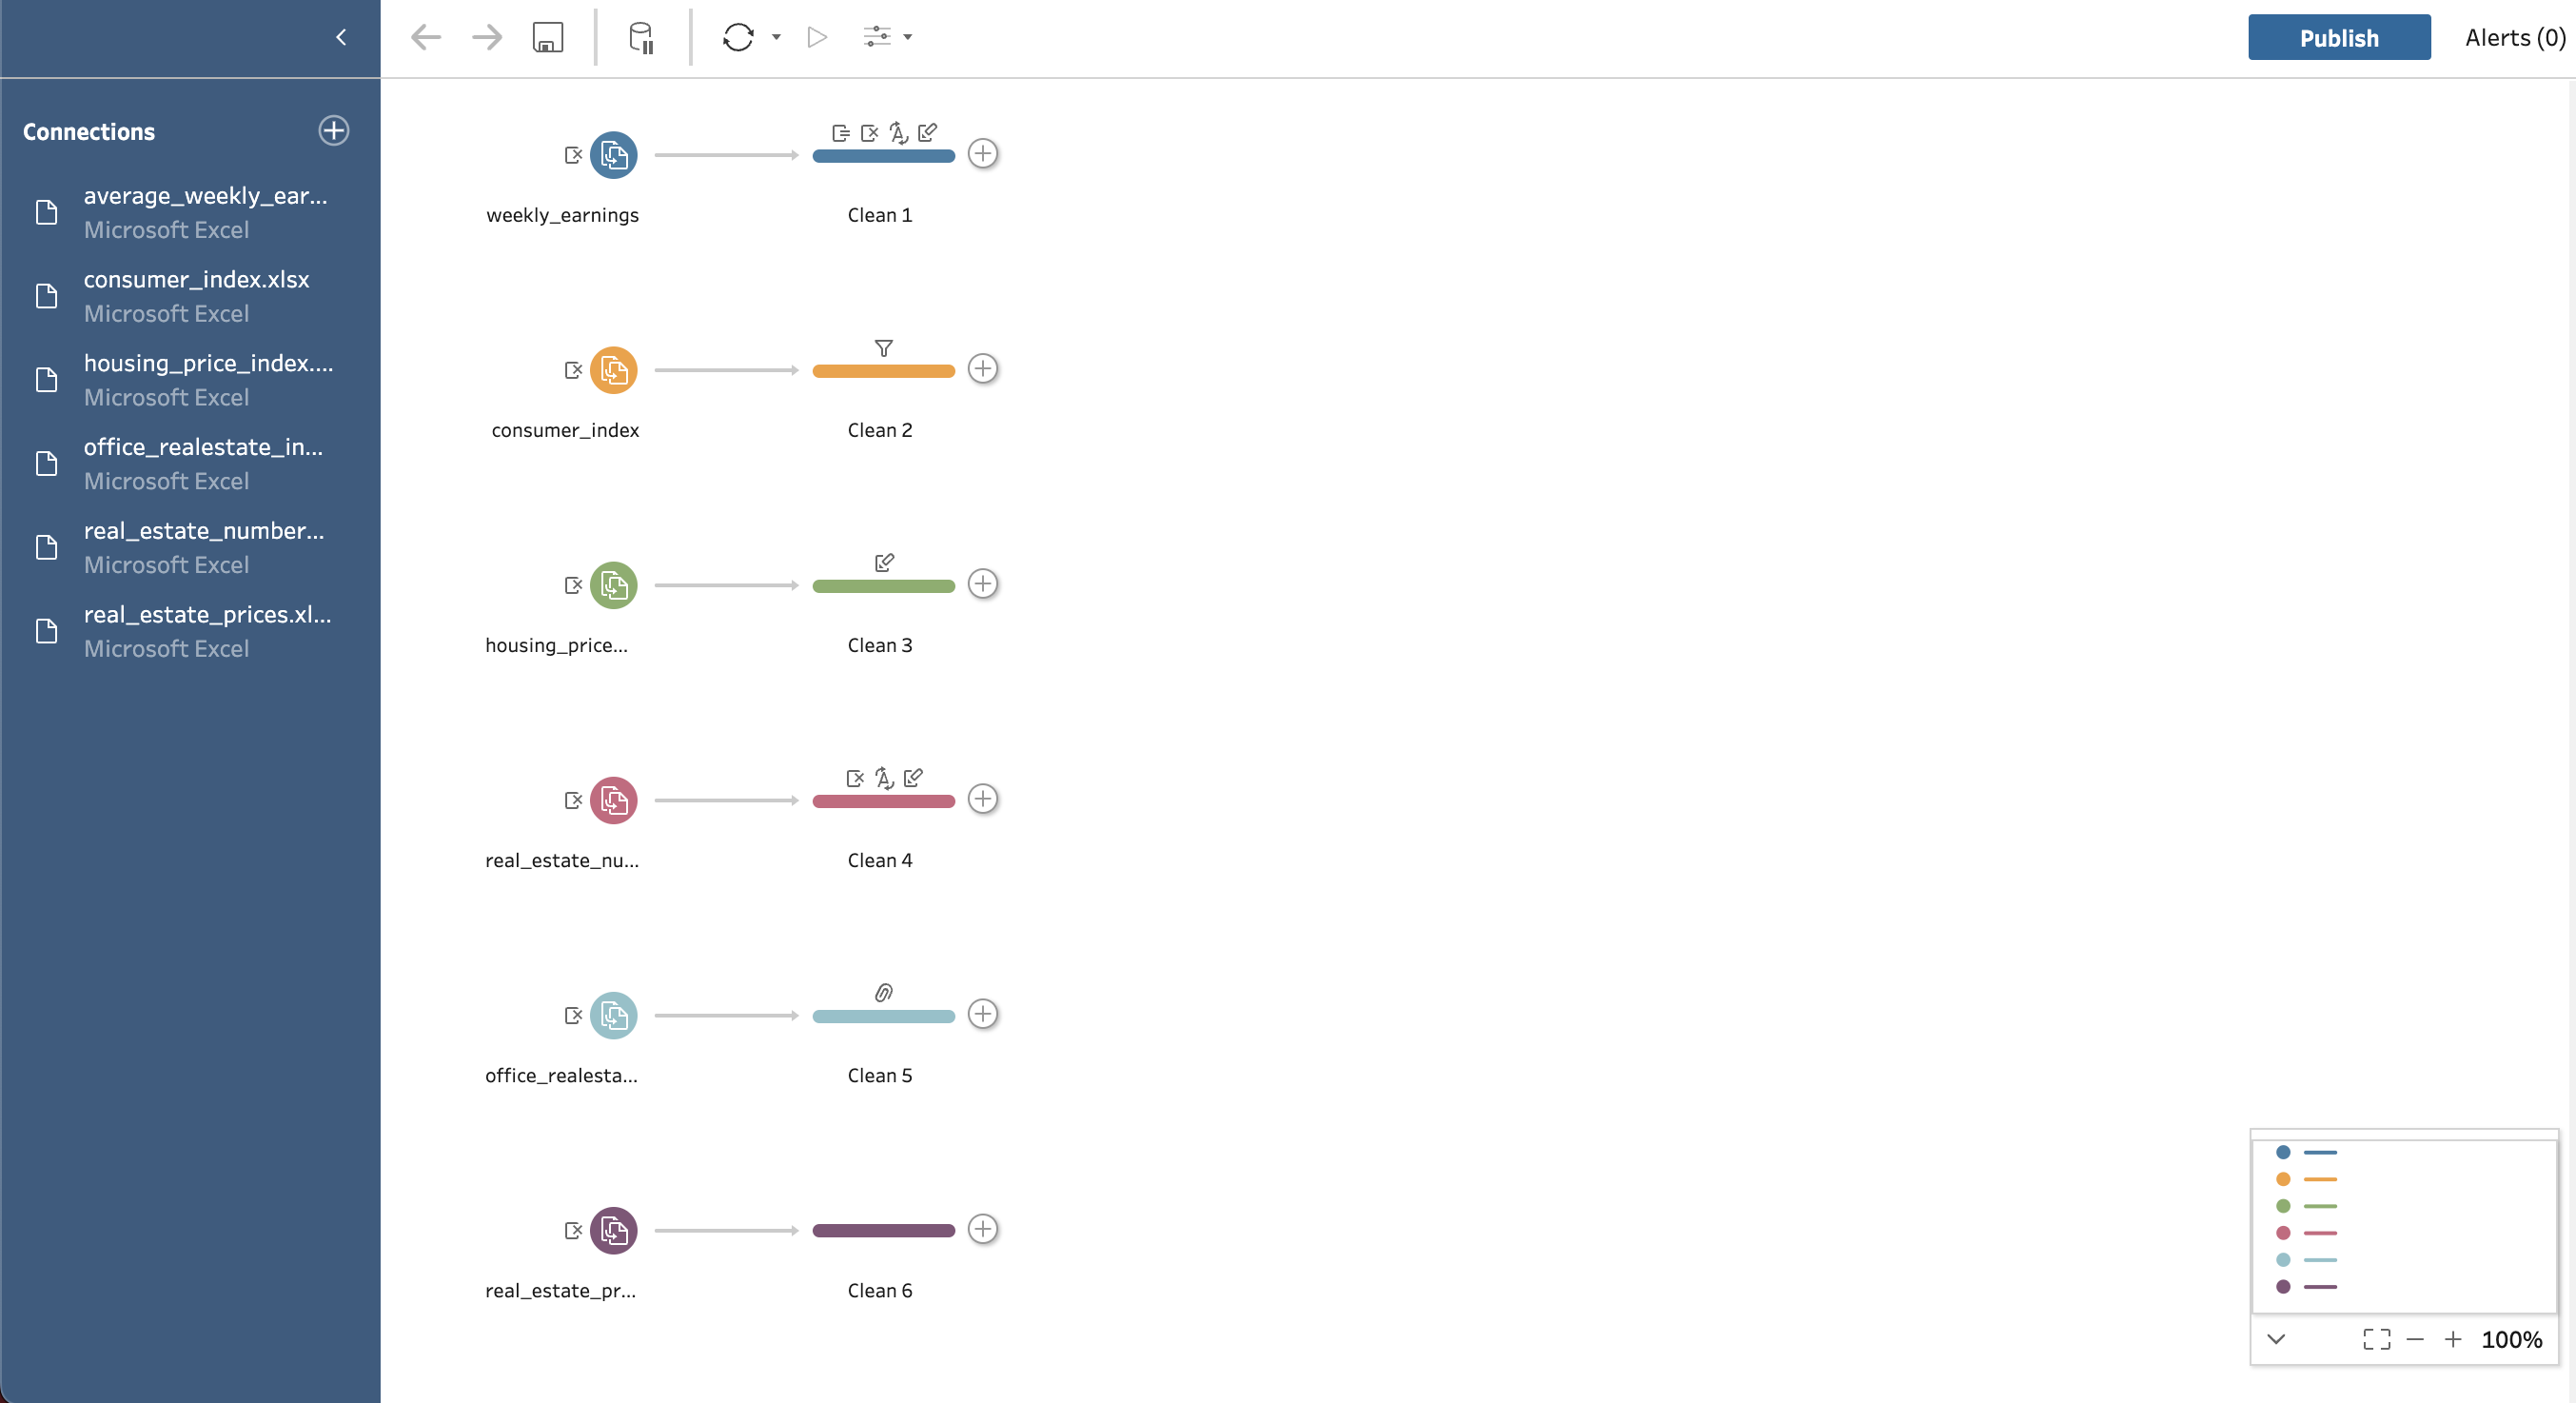 Publish
Alerts (0)
Connections
average_weekly_ear...
Microsoft Excel
consumer_index.xlsx
Microsoft Excel
housing_price_index....
Microsoft Excel
office_realestate_in...
Microsoft Excel
real_estate_number...
Microsoft Excel
real_estate_prices.xl...
Microsoft Excel
weekly_earnings
Clean 1
consumer_index
Clean 2
housing_price...
Clean 3
real_estate_nu...
Clean 4
office_realesta...
Clean 5
real_estate_pr...
Clean 6
100%